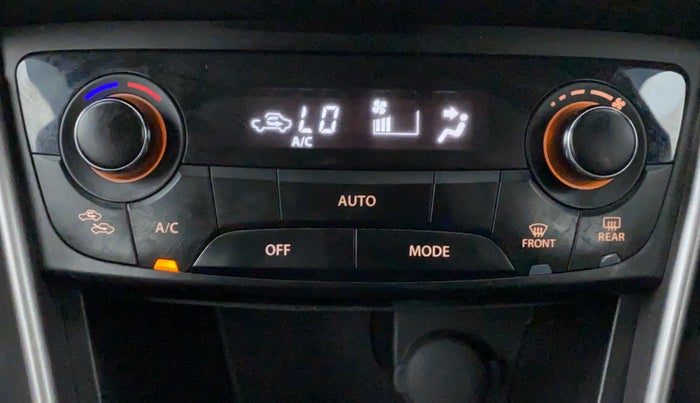 LO
A/C
AUTO
A/C
OFF
MODE
FRONT
REAR